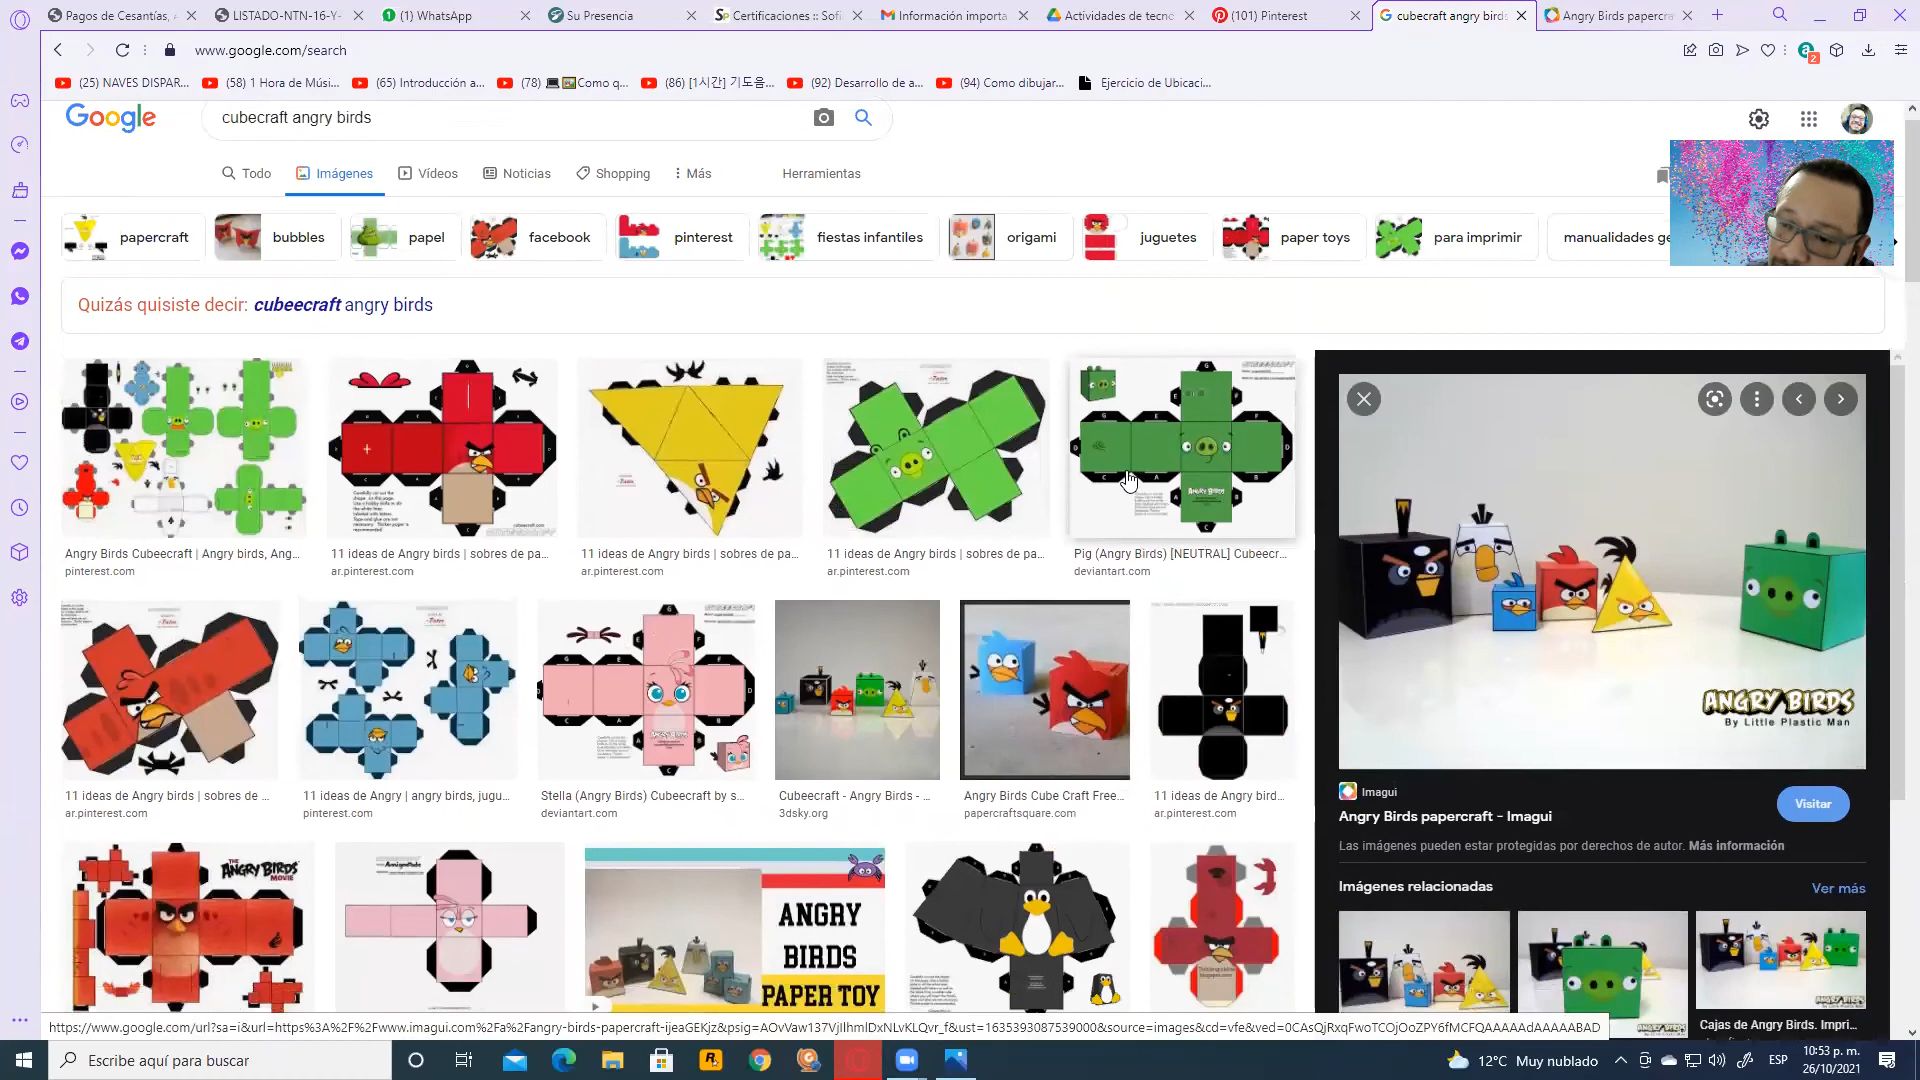 Pagos de Cesantías, A
LISTADO-NTN-16-Y-
(1) WhatsApp
Su Presencia
Certificaciones :: Sofi
Información importa
Actividades de tecno
(101) Pinterest
cubecraft angry birds
Angry Birds papercra
www.google.com/search
(25) NAVES DISPAR...
(58) 1 Hora de Músi...
(65) Introducción a...
(78) 💻🖼Como q...
(86) [1시간] 기도음...
(92) Desarrollo de a...
(94) Como dibujar...
Ejercicio de Ubicaci...
Google
cubecraft angry birds
Todo
Imágenes
Vídeos
Noticias
Shopping
Más
Herramientas
papercraft
bubbles
papel
facebook
pinterest
fiestas infantiles
origami
juguetes
paper toys
para imprimir
manualidades ge
Quizás quisiste decir: cubeecraft angry birds
Angry Birds Cubeecraft | Angry birds, Ang...
pinterest.com
11 ideas de Angry birds | sobres de pa...
ar.pinterest.com
11 ideas de Angry birds | sobres de pa...
ar.pinterest.com
11 ideas de Angry birds | sobres de pa...
ar.pinterest.com
Pig (Angry Birds) [NEUTRAL] Cubeecr...
deviantart.com
11 ideas de Angry birds | sobres de ...
ar.pinterest.com
11 ideas de Angry | angry birds, jugu...
pinterest.com
Stella (Angry Birds) Cubeecraft by s...
deviantart.com
Cubeecraft - Angry Birds - ...
3dsky.org
Angry Birds Cube Craft Free...
papercraftsquare.com
11 ideas de Angry bird...
ar.pinterest.com
THE ANGRY BIRDS MOVIE
ANGRY
BIRDS
PAPER TOY
ANGRY BIRDS
By Little Plastic Man
Imagui
Visitar
Angry Birds papercraft - Imagui
Las imágenes pueden estar protegidas por derechos de autor. Más información
Imágenes relacionadas
Ver más
Cajas de Angry Birds. Impri...
https://www.google.com/url?sa=i&url=https%3A%2F%2Fwww.imagui.com%2Fa%2Fangry-birds-papercraft-ijeaGEKjz&psig=AOvVaw137VjIlhmlDxNLvKLQvr_f&ust=1635393087539000&source=images&cd=vfe&ved=0CAsQjRxqFwoTCOjOoZPY6fMCFQAAAAAdAAAAABAD
Escribe aquí para buscar
12°C Muy nublado
ESP
10:53 p. m.
26/10/2021